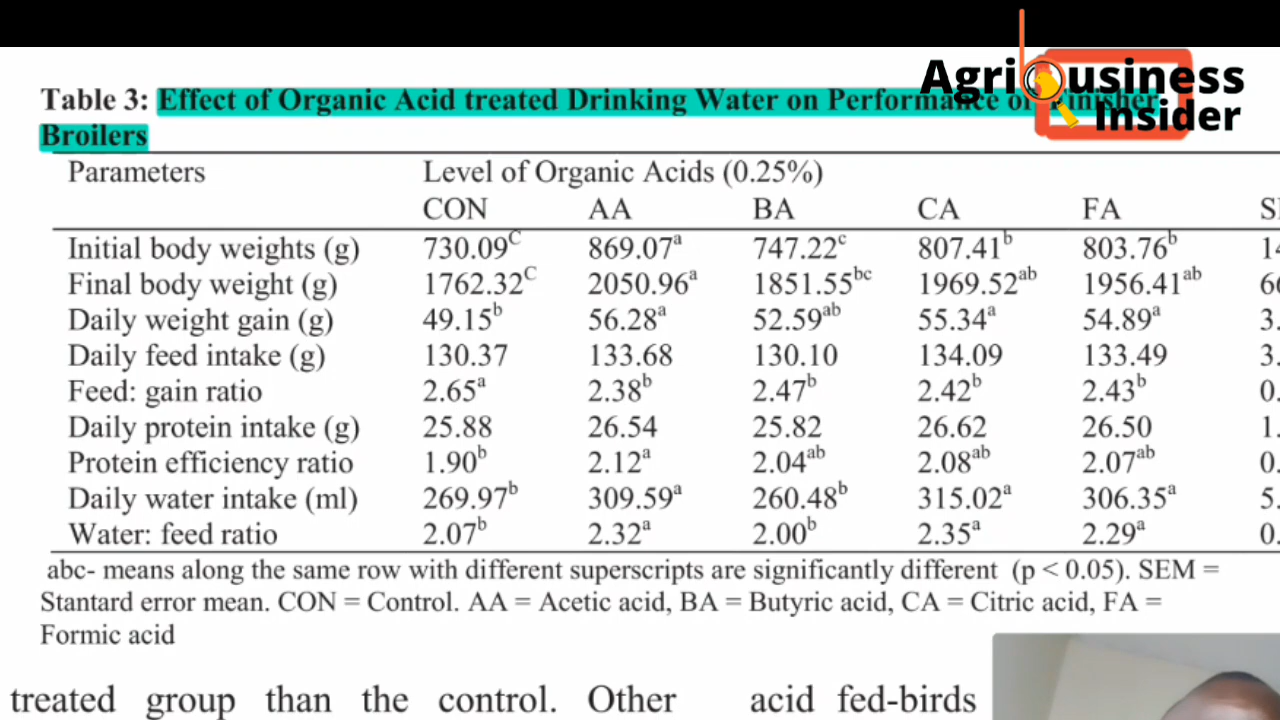 Agribusiness
Insider
Table 3: Effect of Organic Acid treated Drinking Water on Performance of Finisher
Broilers
Parameters Level of Organic Acids (0.25%)
CON AA BA CA FA
Initial body weights (g) 730.09C 869.07a 747.22c 807.41b 803.76b
Final body weight (g) 1762.32C 2050.96a 1851.55bc 1969.52ab 1956.41ab
Daily weight gain (g) 49.15b 56.28a 52.59ab 55.34a 54.89a
Daily feed intake (g) 130.37 133.68 130.10 134.09 133.49
Feed: gain ratio 2.65a 2.38b 2.47b 2.42b 2.43b
Daily protein intake (g) 25.88 26.54 25.82 26.62 26.50
Protein efficiency ratio 1.90b 2.12a 2.04ab 2.08ab 2.07ab
Daily water intake (ml) 269.97b 309.59a 260.48b 315.02a 306.35a
Water: feed ratio 2.07b 2.32a 2.00b 2.35a 2.29a
abc- means along the same row with different superscripts are significantly different (p < 0.05). SEM =
Stantard error mean. CON = Control. AA = Acetic acid, BA = Butyric acid, CA = Citric acid, FA =
Formic acid
treated group than the control. Other acid fed-birds